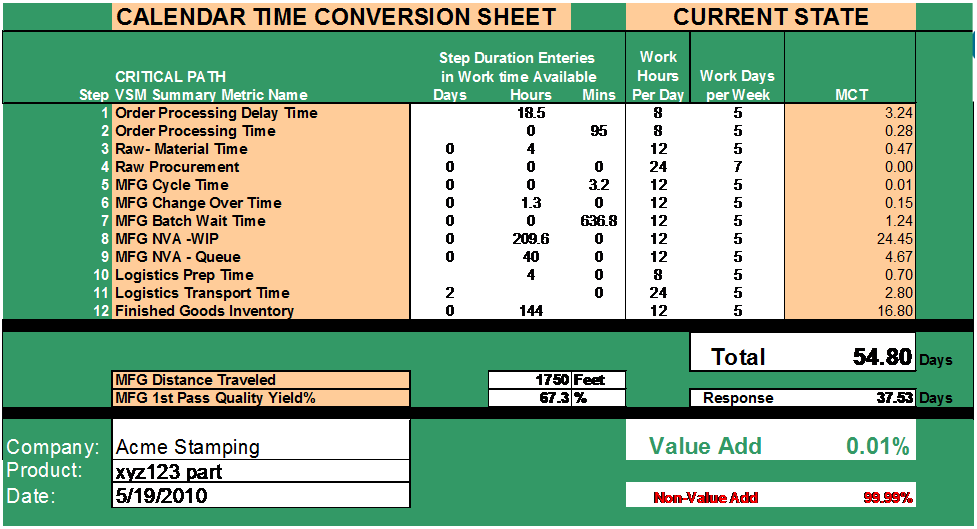 CALENDAR TIME CONVERSION SHEET CURRENT STATE
Step Duration Enteries Work
CRITICAL PATH in Work time Available Hours Work Days
Step VSM Summary Metric Name Days Hours Mins Per Day per Week MCT
1 Order Processing Delay Time 18.5 8 5 3.24
2 Order Processing Time 0 95 8 5 0.28
3 Raw- Material Time 0 4 12 5 0.47
4 Raw Procurement 0 0 0 24 7 0.00
5 MFG Cycle Time 0 0 3.2 12 5 0.01
6 MFG Change Over Time 0 1.3 0 12 5 0.15
7 MFG Batch Wait Time 0 0 636.8 12 5 1.24
8 MFG NVA -WIP 0 209.6 0 12 5 24.45
9 MFG NVA - Queue 0 40 0 12 5 4.67
10 Logistics Prep Time 4 0 8 5 0.70
11 Logistics Transport Time 2 0 24 5 2.80
12 Finished Goods Inventory 0 144 12 5 16.80
Total 54.80 Days
MFG Distance Traveled 1750 Feet
MFG 1st Pass Quality Yield% 67.3 % Response 37.53 Days
Company: Acme Stamping Value Add 0.01%
Product: xyz123 part
Date: 5/19/2010 Non-Value Add 99.99%